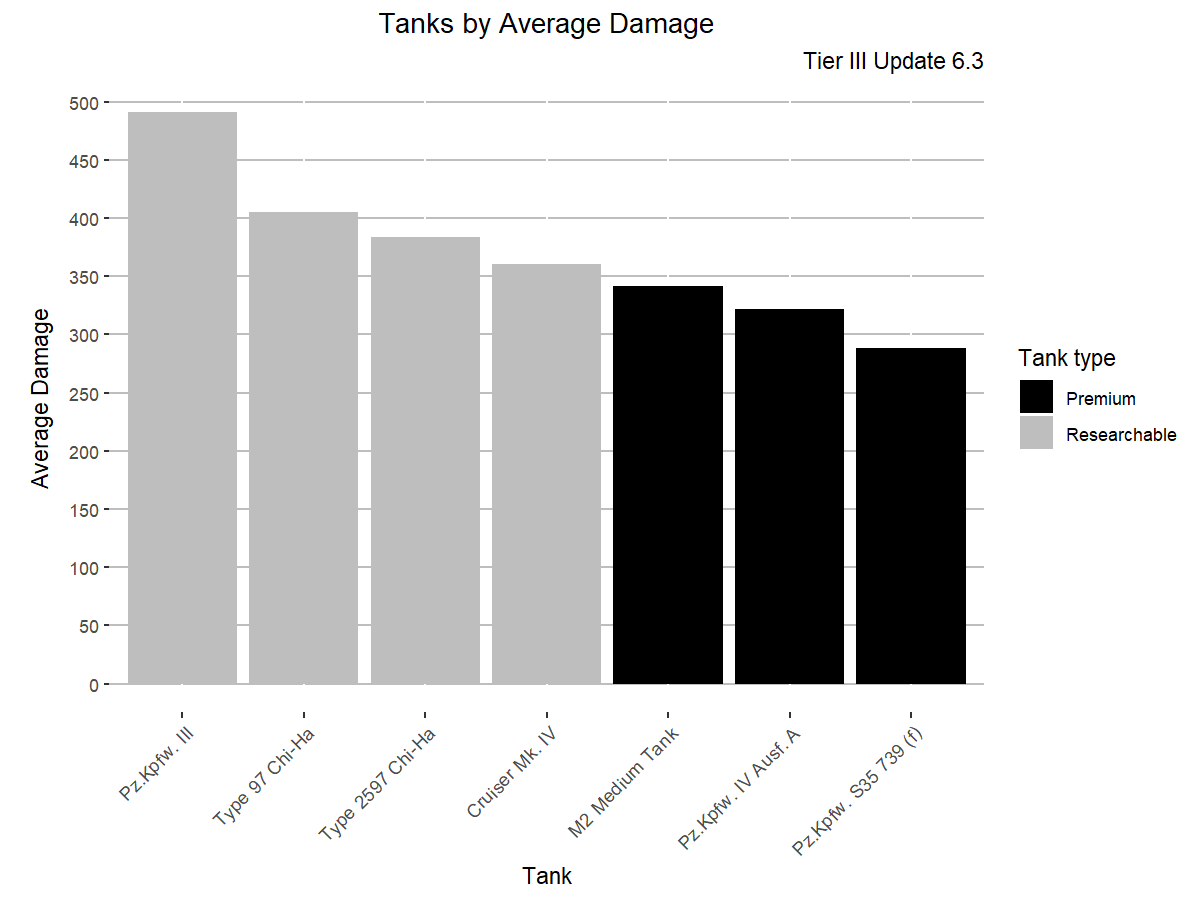 Tanks by Average Damage
Tier III Update 6.3
Average Damage
500
450
400
350
300
250
200
150
100
50
0
Pz.Kpfw. III
Type 97 Chi-Ha
Type 2597 Chi-Ha
Cruiser Mk. IV
M2 Medium Tank
Pz.Kpfw. IV Ausf. A
Pz.Kpfw. S35 739 (f)
Tank
Tank type
Premium
Researchable